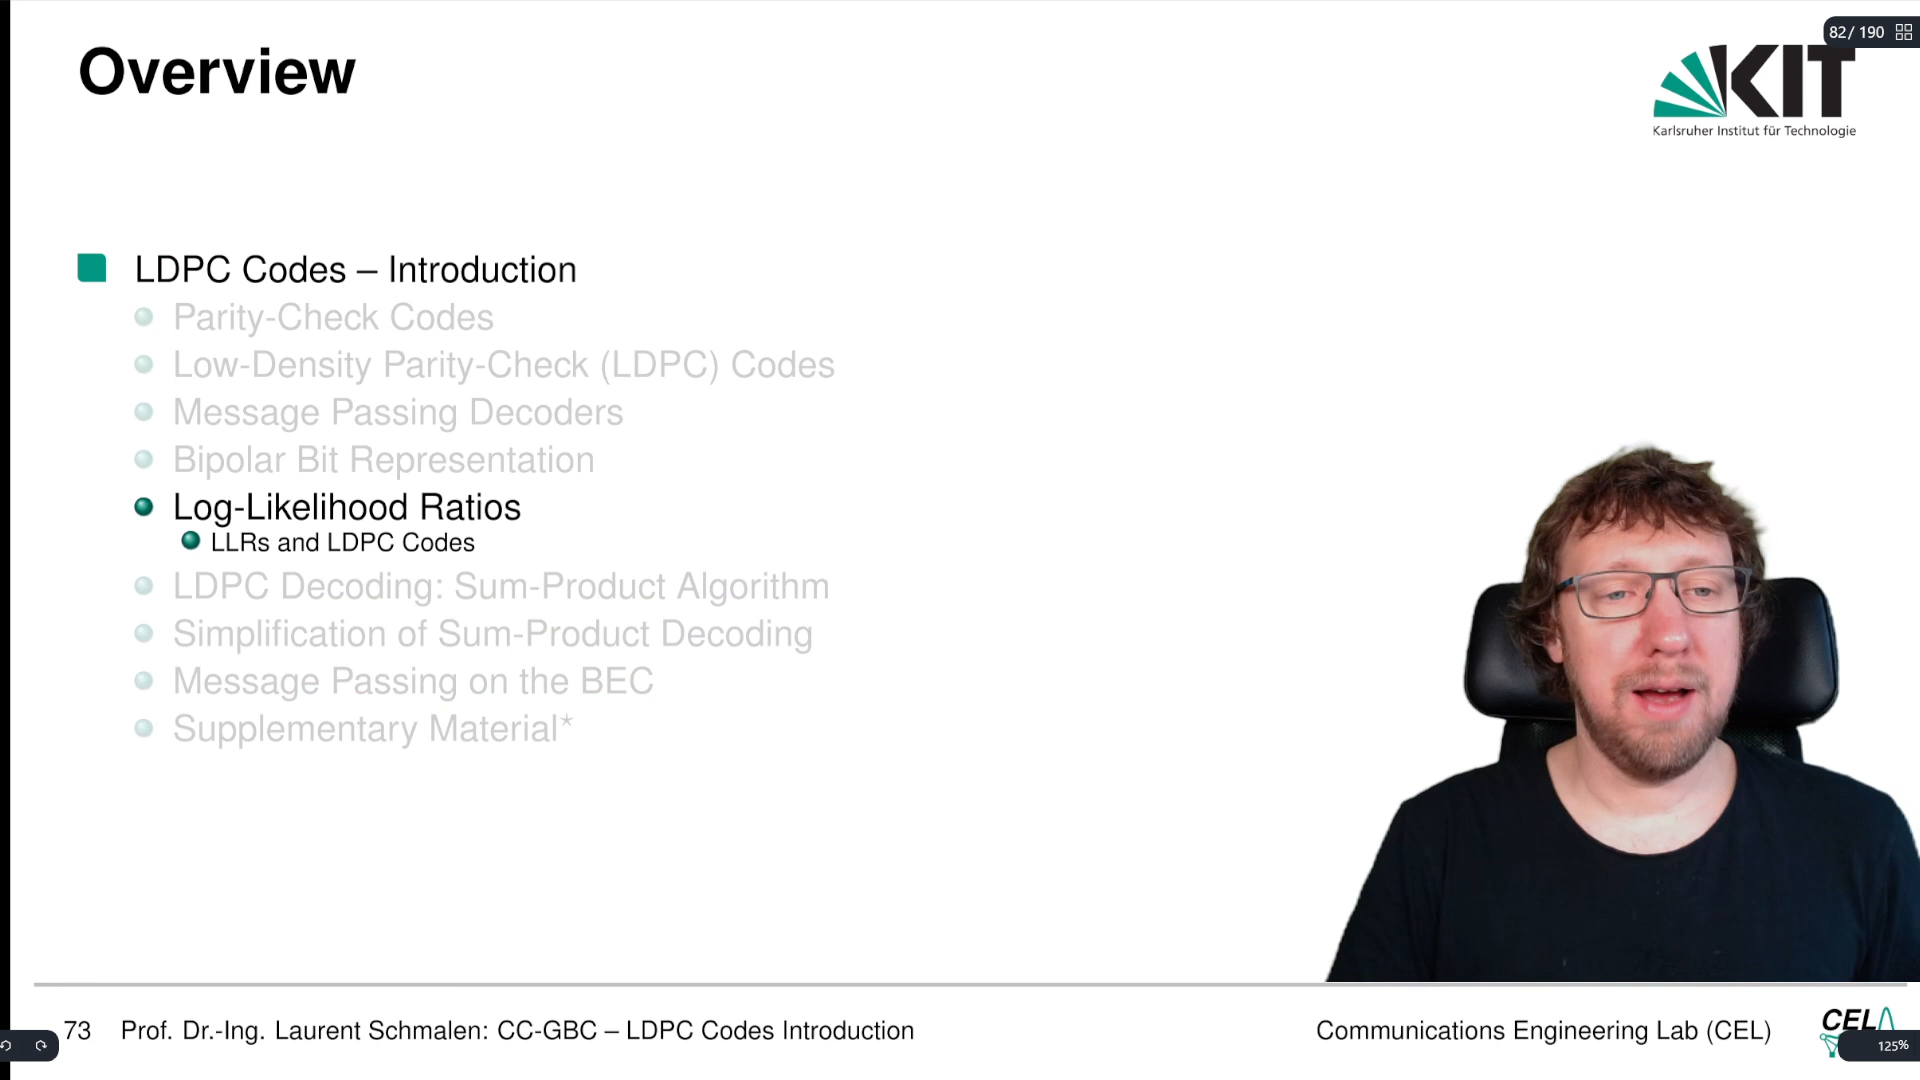 Overview
82/ 190
KIT
Karlsruher Institut für Technologie
LDPC Codes – Introduction
Parity-Check Codes
Low-Density Parity-Check (LDPC) Codes
Message Passing Decoders
Bipolar Bit Representation
Log-Likelihood Ratios
LLRs and LDPC Codes
LDPC Decoding: Sum-Product Algorithm
Simplification of Sum-Product Decoding
Message Passing on the BEC
Supplementary Material*
73 Prof. Dr.-Ing. Laurent Schmalen: CC-GBC – LDPC Codes Introduction
Communications Engineering Lab (CEL)
CEL
125%